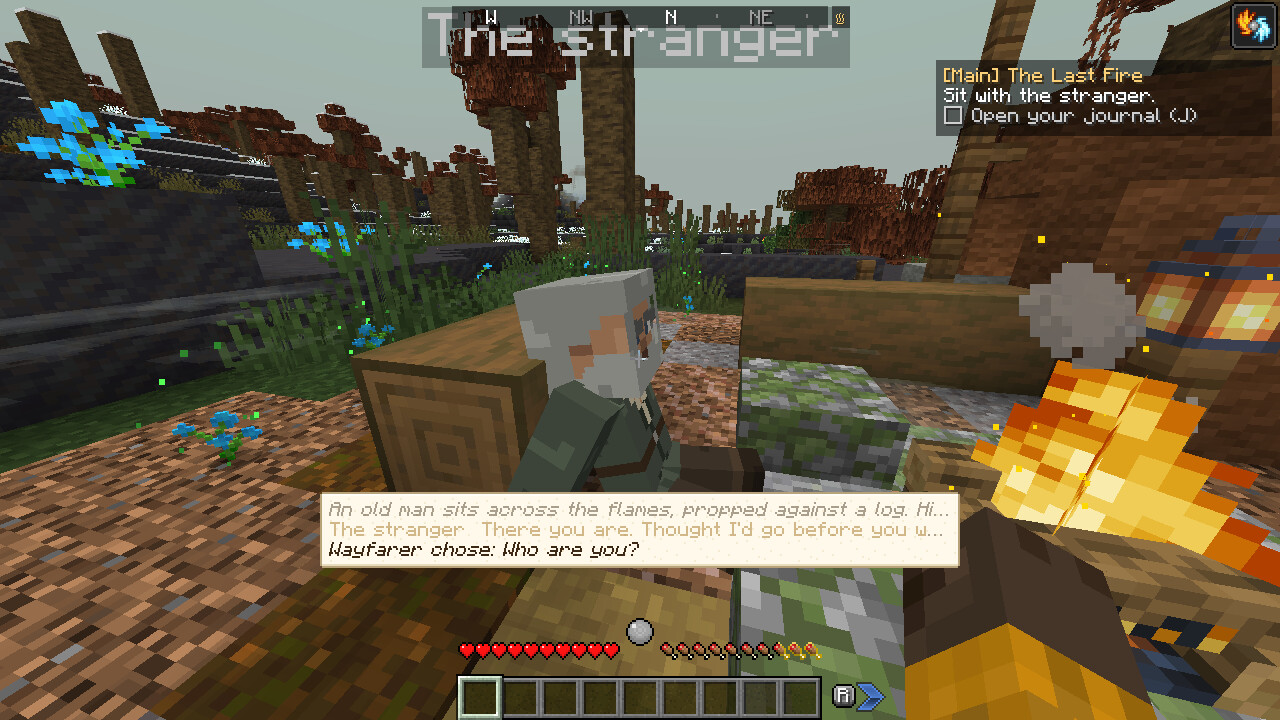 W NW N NE
The stranger
[Main] The Last Fire
Sit with the stranger.
Open your journal (J)
An old man sits across the flames, propped against a log. Hi...
The stranger There you are. Thought I'd go before you w...
Wayfarer chose: Who are you?
R